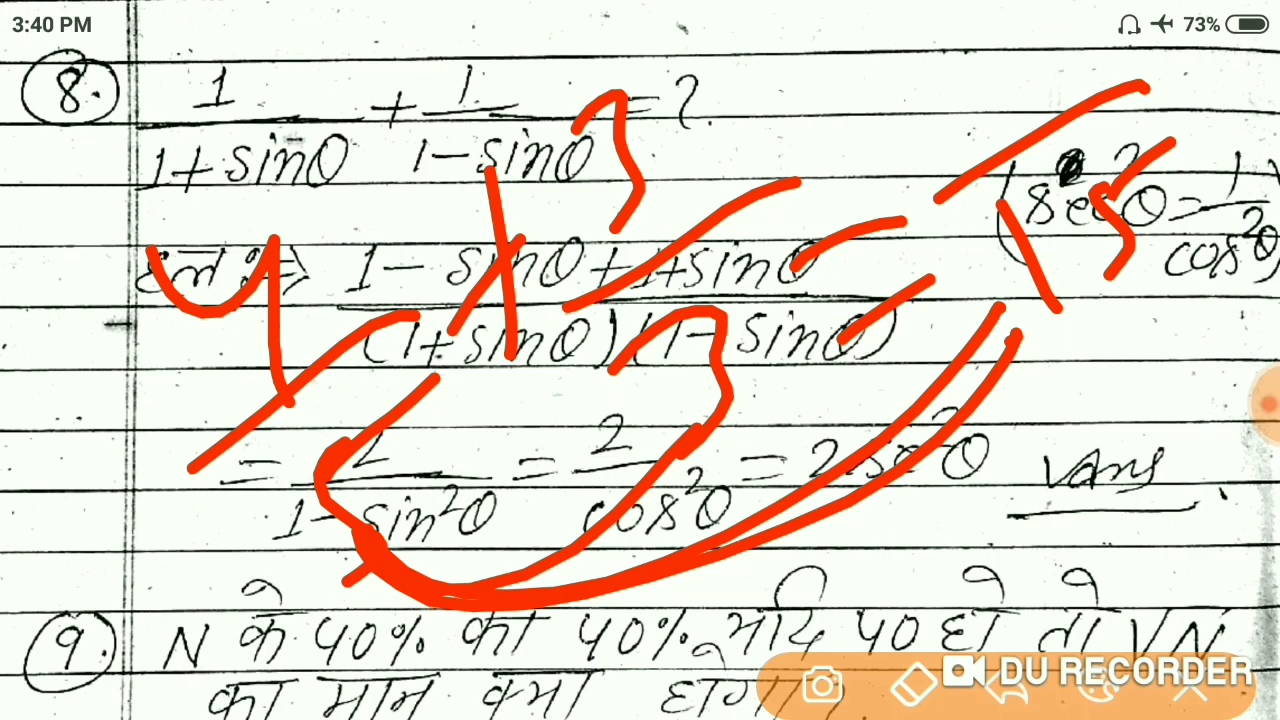 3:40 PM 73%
8. 1 + 1 = ?
1+sinθ 1-sinθ
(sec²θ = 1
cos²θ)
हल ⇒ 1 - sinθ + 1 + sinθ
(1+sinθ)(1-sinθ)
= 2 = 2 = 2sec²θ Ans
1-sin²θ cos²θ
9. N के 40% का 40% यदि 40 हो तो √N
का मान क्या होगा।
DU RECORDER